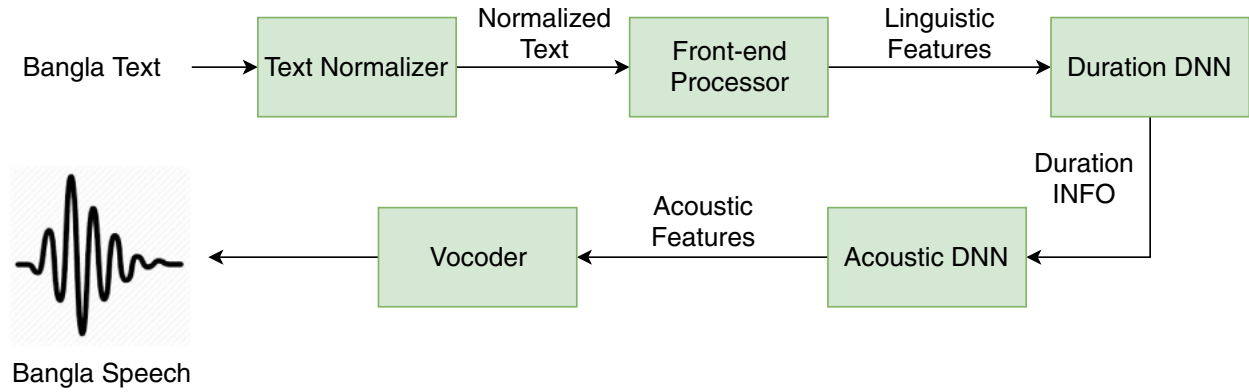 Bangla Text
Text Normalizer
Normalized
Text
Front-end
Processor
Linguistic
Features
Duration DNN
Duration
INFO
Acoustic DNN
Acoustic
Features
Vocoder
Bangla Speech